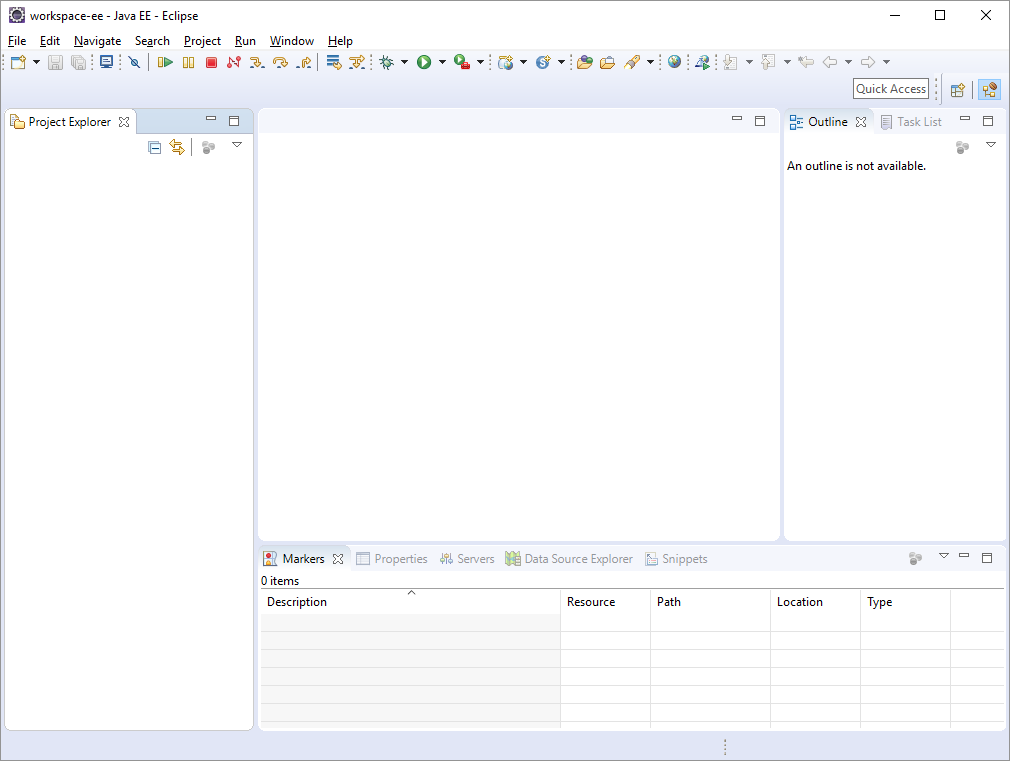 workspace-ee - Java EE - Eclipse
File Edit Navigate Search Project Run Window Help
Quick Access
Project Explorer
Outline Task List
An outline is not available.
Markers Properties Servers Data Source Explorer Snippets
0 items
Description Resource Path Location Type